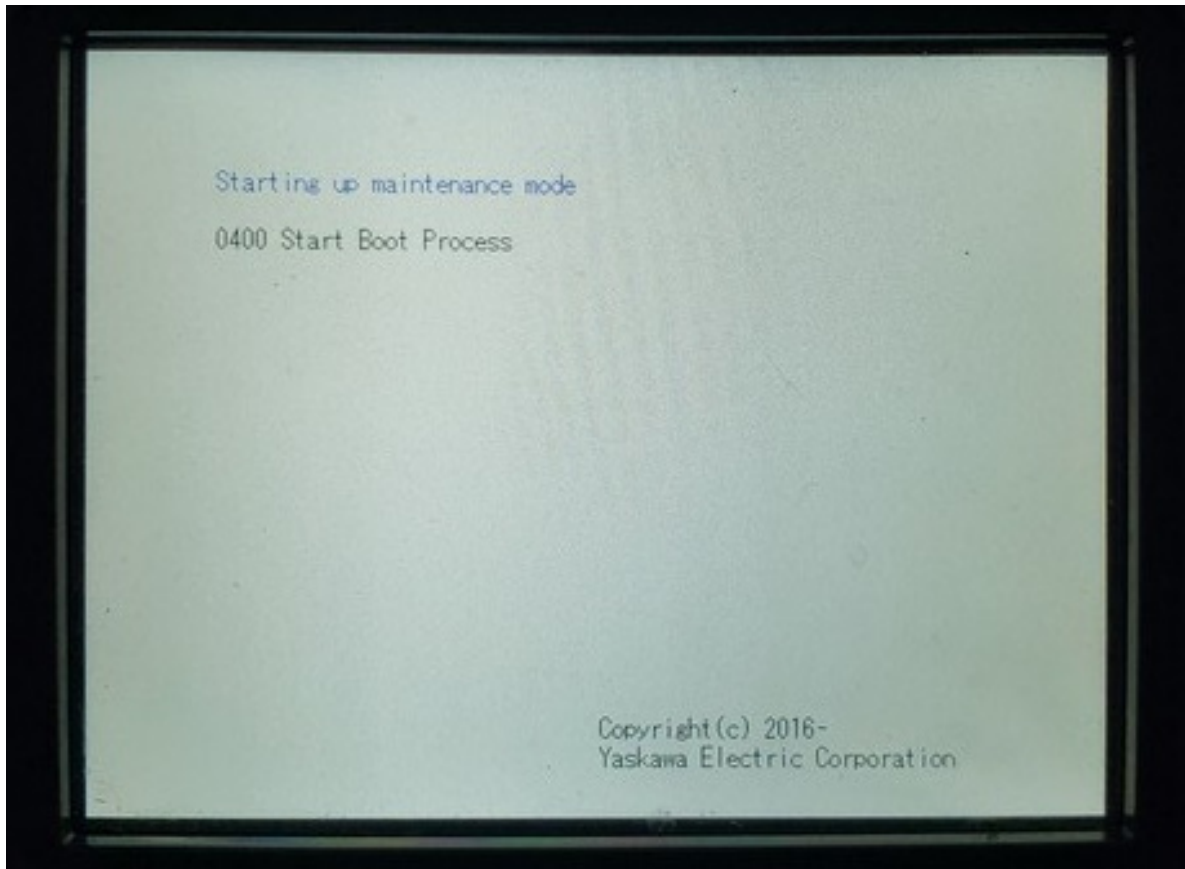 Starting up maintenance mode
0400 Start Boot Process
Copyright(c) 2016-
Yaskawa Electric Corporation